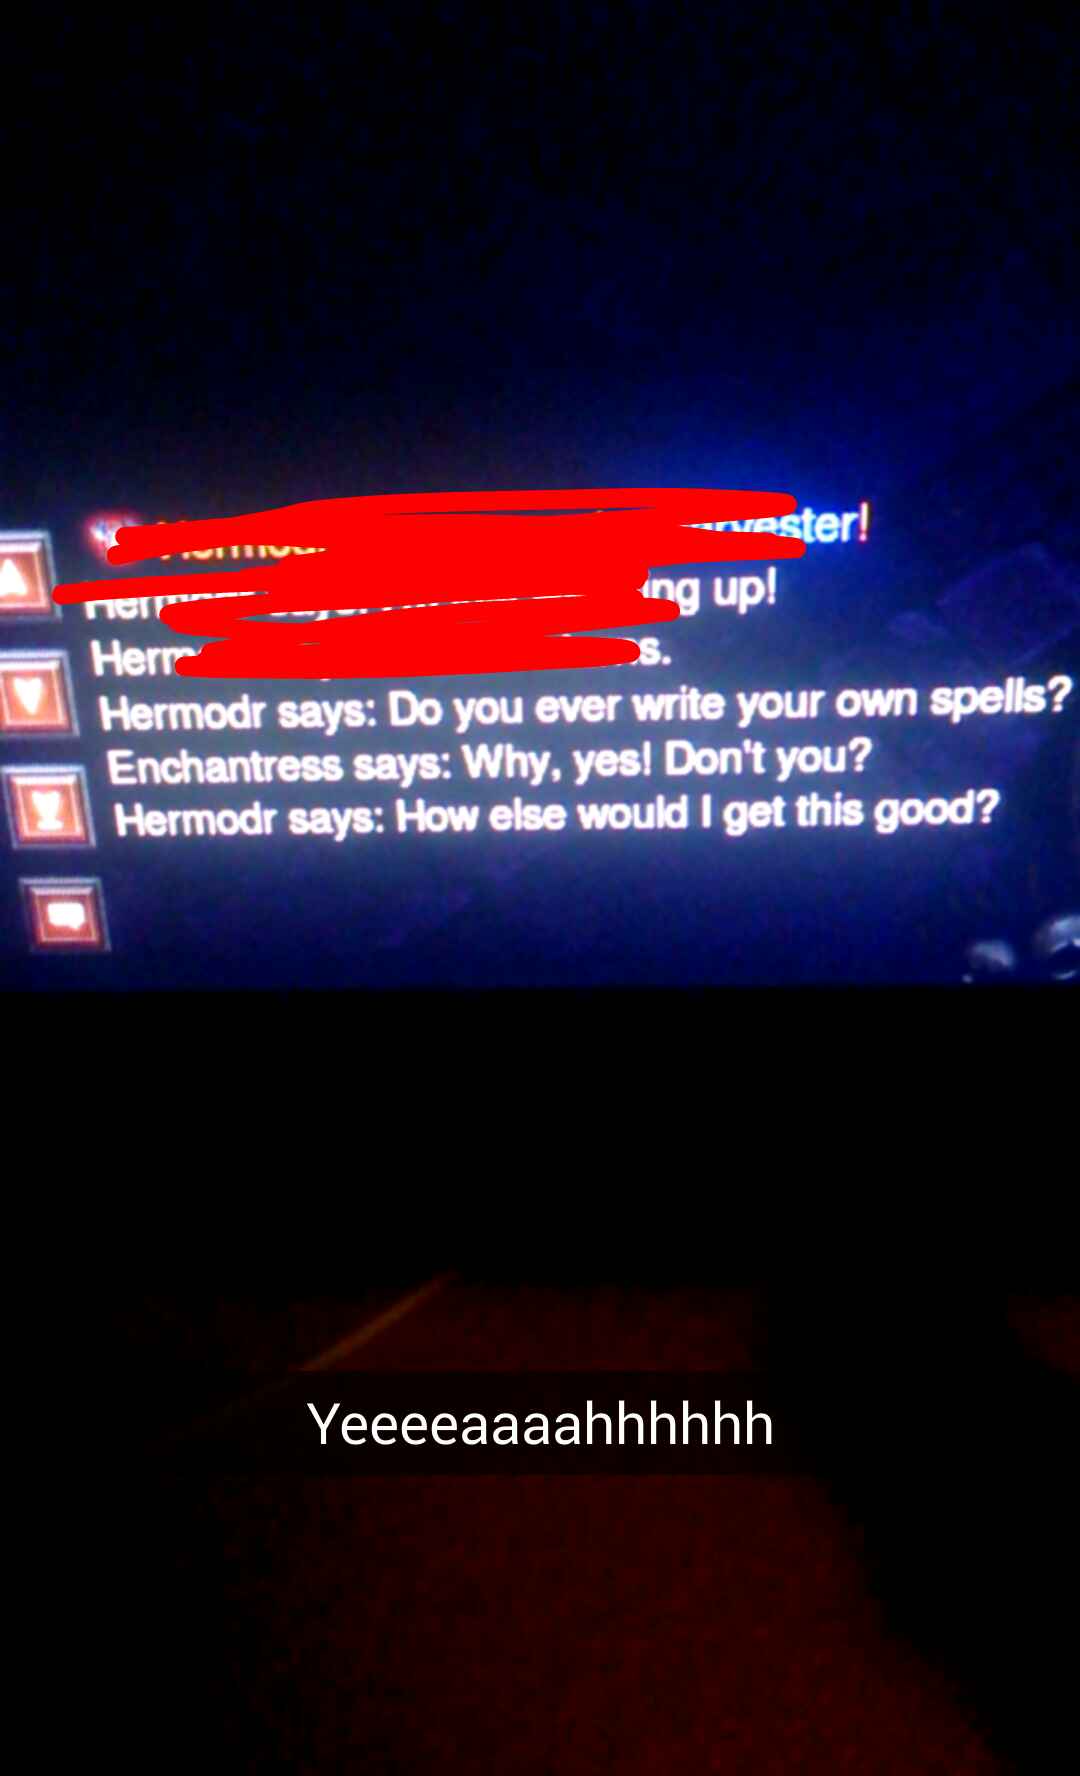 ster!
ng up!
Herm s.
Hermodr says: Do you ever write your own spells?
Enchantress says: Why, yes! Don't you?
Hermodr says: How else would I get this good?
Yeeeeaaaahhhhhh